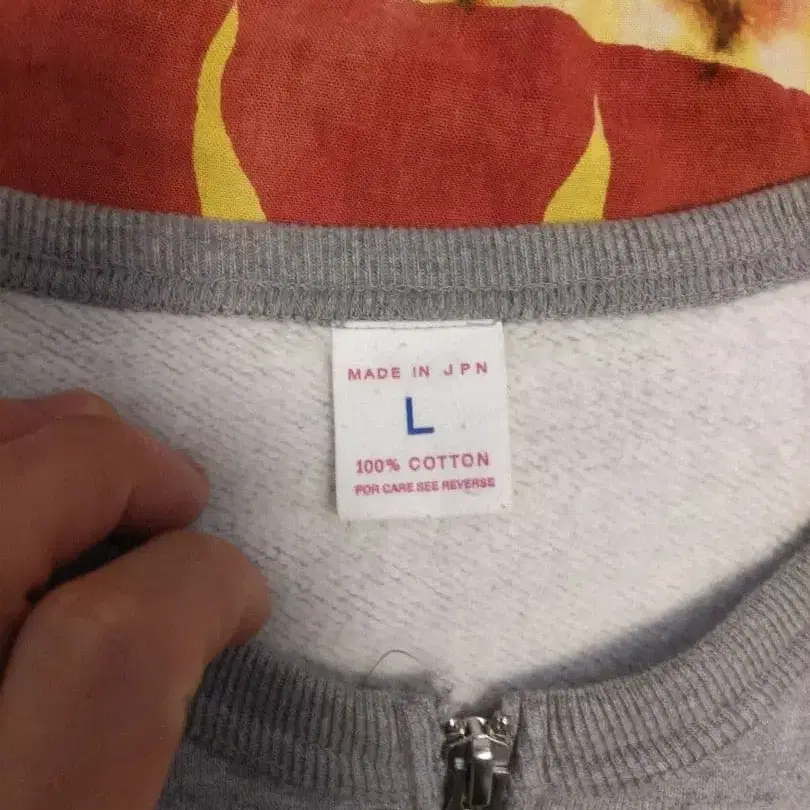 MADE IN JPN
L
100% COTTON
FOR CARE SEE REVERSE